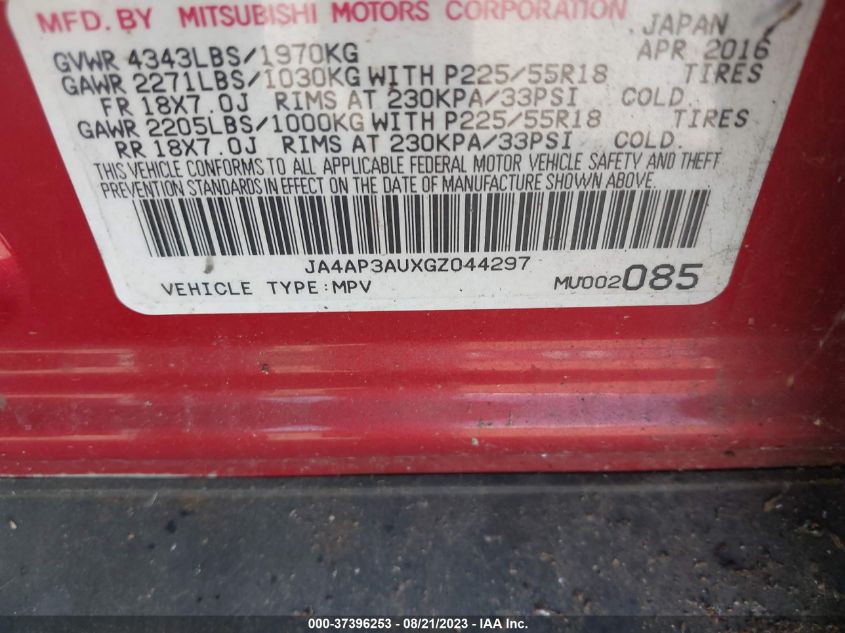 MFD. BY MITSUBISHI MOTORS CORPORATION
JAPAN
GVWR 4343LBS/1970KG APR 2016
GAWR 2271LBS/1030KG WITH P225/55R18 TIRES
FR 18X7.0J RIMS AT 230KPA/33PSI COLD.
GAWR 2205LBS/1000KG WITH P225/55R18 TIRES
RR 18X7.0J RIMS AT 230KPA/33PSI COLD.
THIS VEHICLE CONFORMS TO ALL APPLICABLE FEDERAL MOTOR VEHICLE SAFETY AND THEFT
PREVENTION STANDARDS IN EFFECT ON THE DATE OF MANUFACTURE SHOWN ABOVE.
JA4AP3AUXGZ044297
VEHICLE TYPE:MPV MU002085
000-37396253 - 08/21/2023 - COPART.COM